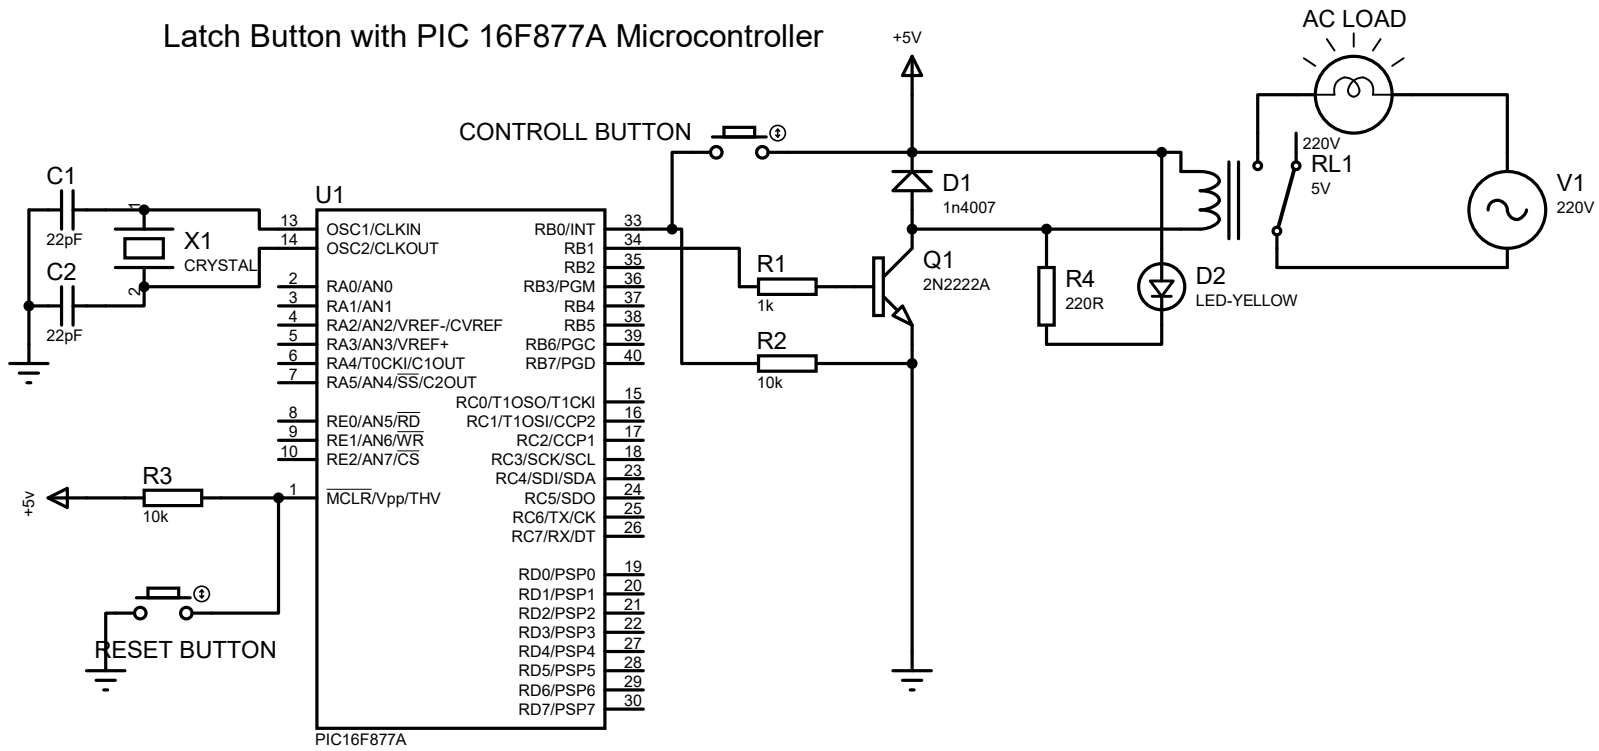 Latch Button with PIC 16F877A Microcontroller
AC LOAD
+5V
CONTROLL BUTTON
220V
RL1
5V
V1
220V
C1
22pF
1
X1
CRYSTAL
2
C2
22pF
U1
13 OSC1/CLKIN
14 OSC2/CLKOUT
2 RA0/AN0
3 RA1/AN1
4 RA2/AN2/VREF-/CVREF
5 RA3/AN3/VREF+
6 RA4/T0CKI/C1OUT
7 RA5/AN4/SS/C2OUT
8 RE0/AN5/RD
9 RE1/AN6/WR
10 RE2/AN7/CS
1 MCLR/Vpp/THV
RB0/INT 33
RB1 34
RB2 35
RB3/PGM 36
RB4 37
RB5 38
RB6/PGC 39
RB7/PGD 40
RC0/T1OSO/T1CKI 15
RC1/T1OSI/CCP2 16
RC2/CCP1 17
RC3/SCK/SCL 18
RC4/SDI/SDA 23
RC5/SDO 24
RC6/TX/CK 25
RC7/RX/DT 26
RD0/PSP0 19
RD1/PSP1 20
RD2/PSP2 21
RD3/PSP3 22
RD4/PSP4 27
RD5/PSP5 28
RD6/PSP6 29
RD7/PSP7 30
PIC16F877A
D1
1n4007
Q1
2N2222A
R1
1k
R2
10k
R4
220R
D2
LED-YELLOW
+5v
R3
10k
RESET BUTTON